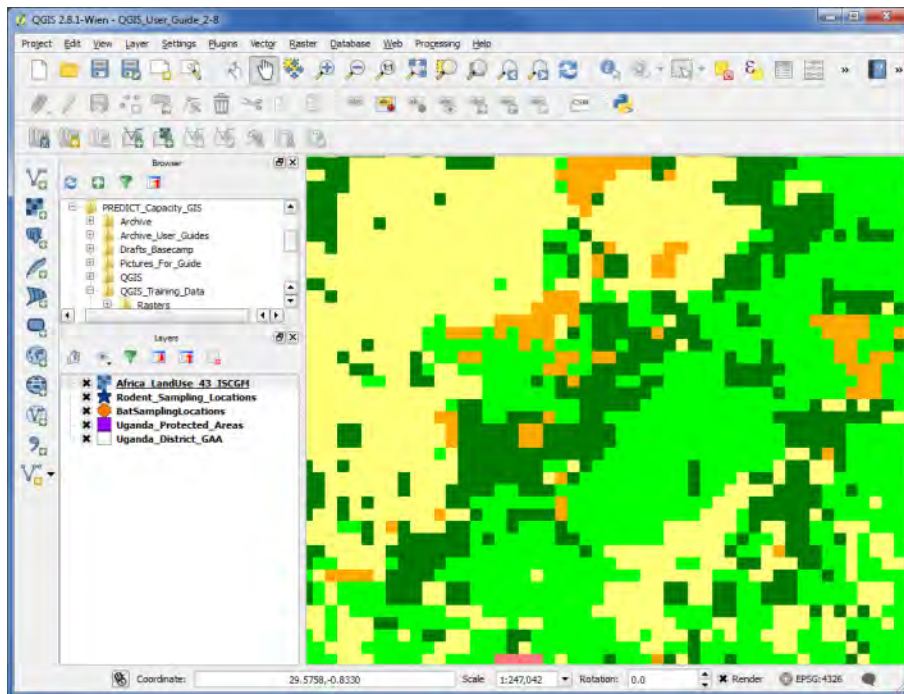 QGIS 2.8.1-Wien - QGIS_User_Guide_2-8
Project Edit View Layer Settings Plugins Vector Raster Database Web Processing Help
Browser
PREDICT_Capacity_GIS
Archive
Archive_User_Guides
Drafts_Basecamp
Pictures_For_Guide
QGIS
QGIS_Training_Data
Rasters
Layers
Africa_LandUse_43_ISCGM
Rodent_Sampling_Locations
BatSamplingLocations
Uganda_Protected_Areas
Uganda_District_GAA
Coordinate: 29.5758,-0.8330 Scale 1:247,042 Rotation: 0.0 Render EPSG:4326